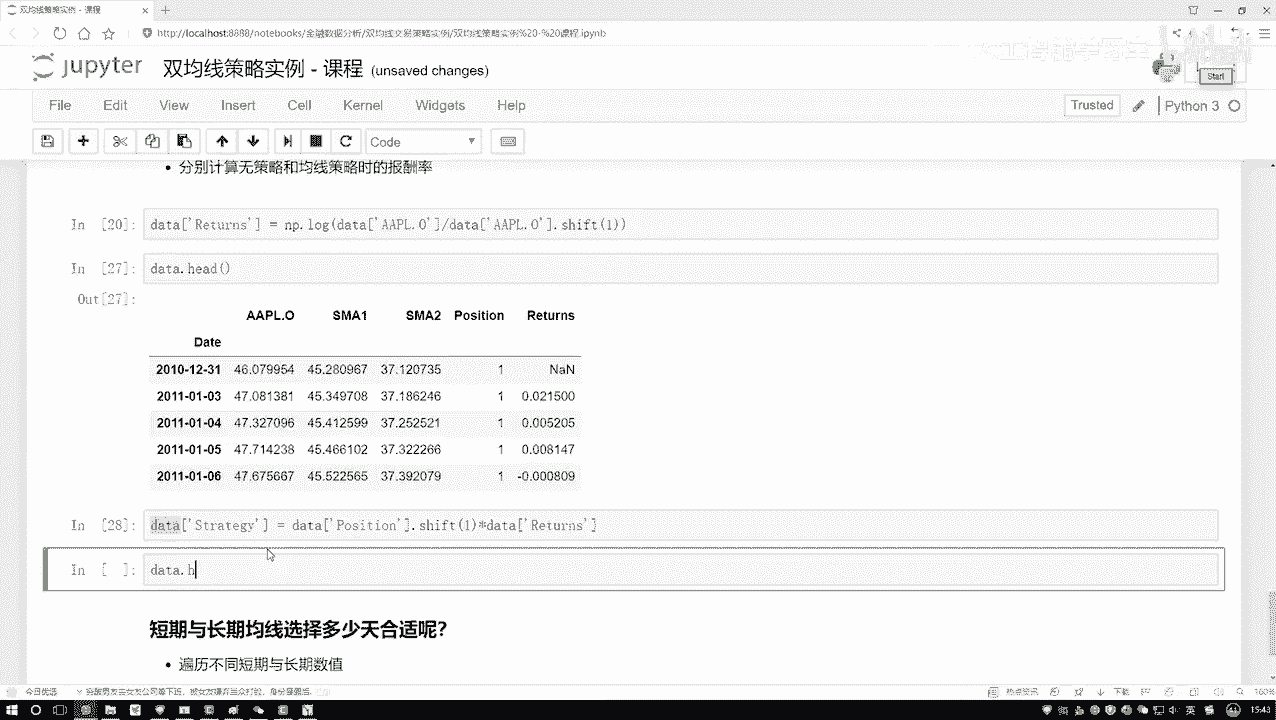 双均线策略实例 - 课程
http://localhost:8888/notebooks/金融数据分析/双均线交易策略实例/双均线策略实例%20-%20课程.ipynb
jupyter 双均线策略实例 - 课程 (unsaved changes)
Start
File Edit View Insert Cell Kernel Widgets Help
Trusted Python 3
Code
分别计算无策略和均线策略时的报酬率
In [20]: data['Returns'] = np.log(data['AAPL.O']/data['AAPL.O'].shift(1))
In [27]: data.head()
Out[27]:
AAPL.O SMA1 SMA2 Position Returns
Date
2010-12-31 46.079954 45.280967 37.120735 1 NaN
2011-01-03 47.081381 45.349708 37.186246 1 0.021500
2011-01-04 47.327096 45.412599 37.252521 1 0.005205
2011-01-05 47.714238 45.466102 37.322266 1 0.008147
2011-01-06 47.675667 45.522565 37.392079 1 -0.000809
In [28]: data['Strategy'] = data['Position'].shift(1)*data['Returns']
In [ ]: data.h
短期与长期均线选择多少天合适呢?
遍历不同短期与长期数值
今日优选
热点资讯
下载
160%
英
15:43